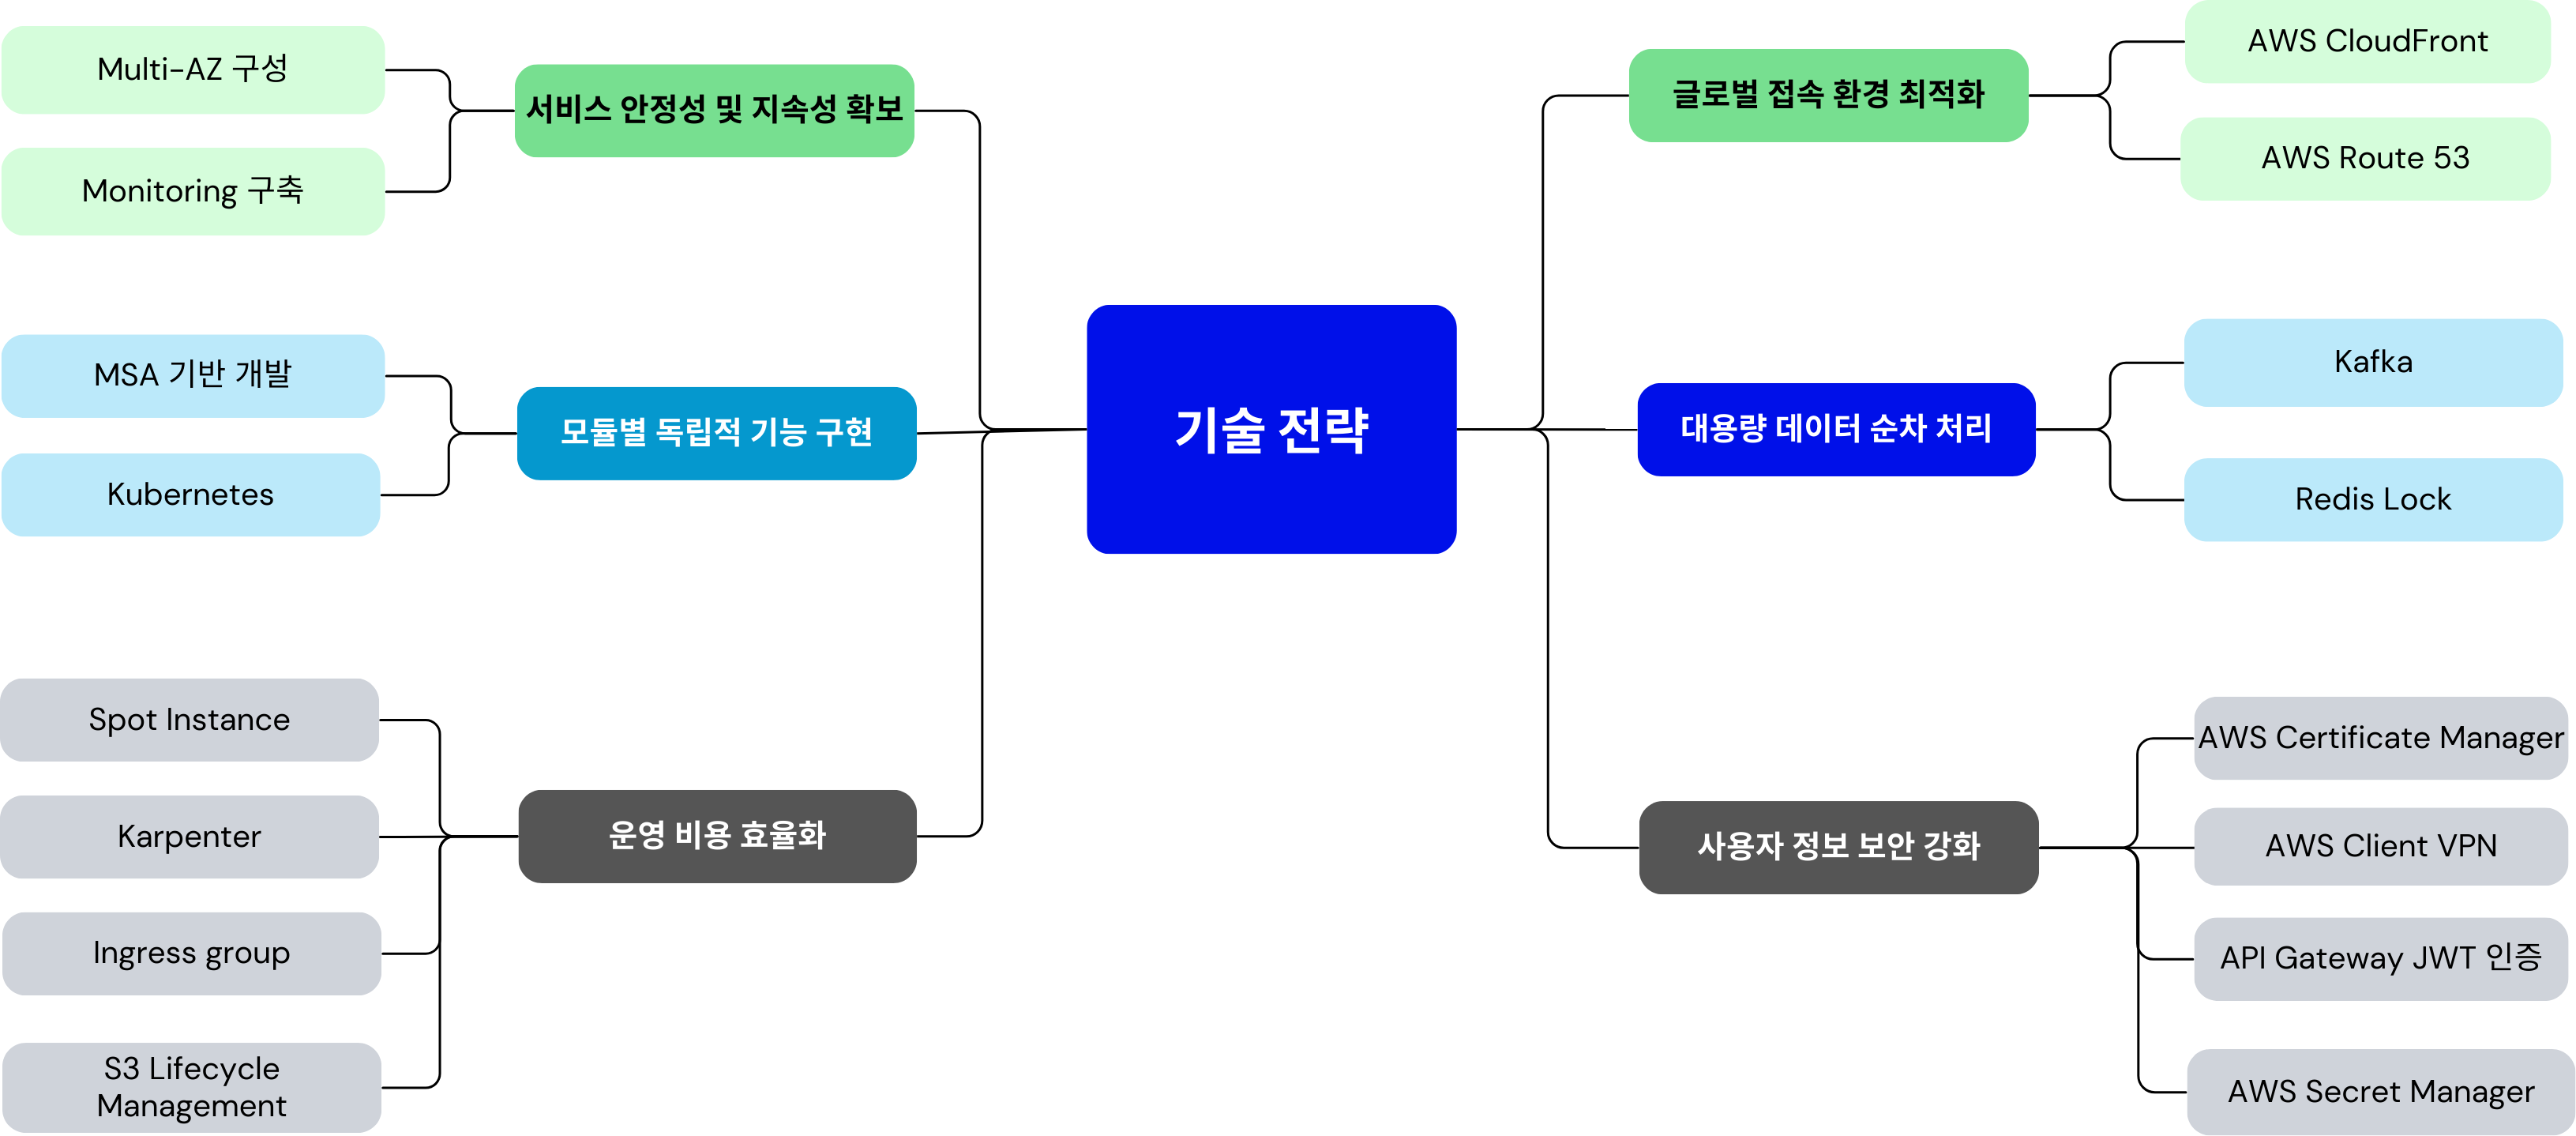 기술 전략
서비스 안정성 및 지속성 확보
Multi-AZ 구성
Monitoring 구축
모듈별 독립적 기능 구현
MSA 기반 개발
Kubernetes
운영 비용 효율화
Spot Instance
Karpenter
Ingress group
S3 Lifecycle
Management
글로벌 접속 환경 최적화
AWS CloudFront
AWS Route 53
대용량 데이터 순차 처리
Kafka
Redis Lock
사용자 정보 보안 강화
AWS Certificate Manager
AWS Client VPN
API Gateway JWT 인증
AWS Secret Manager